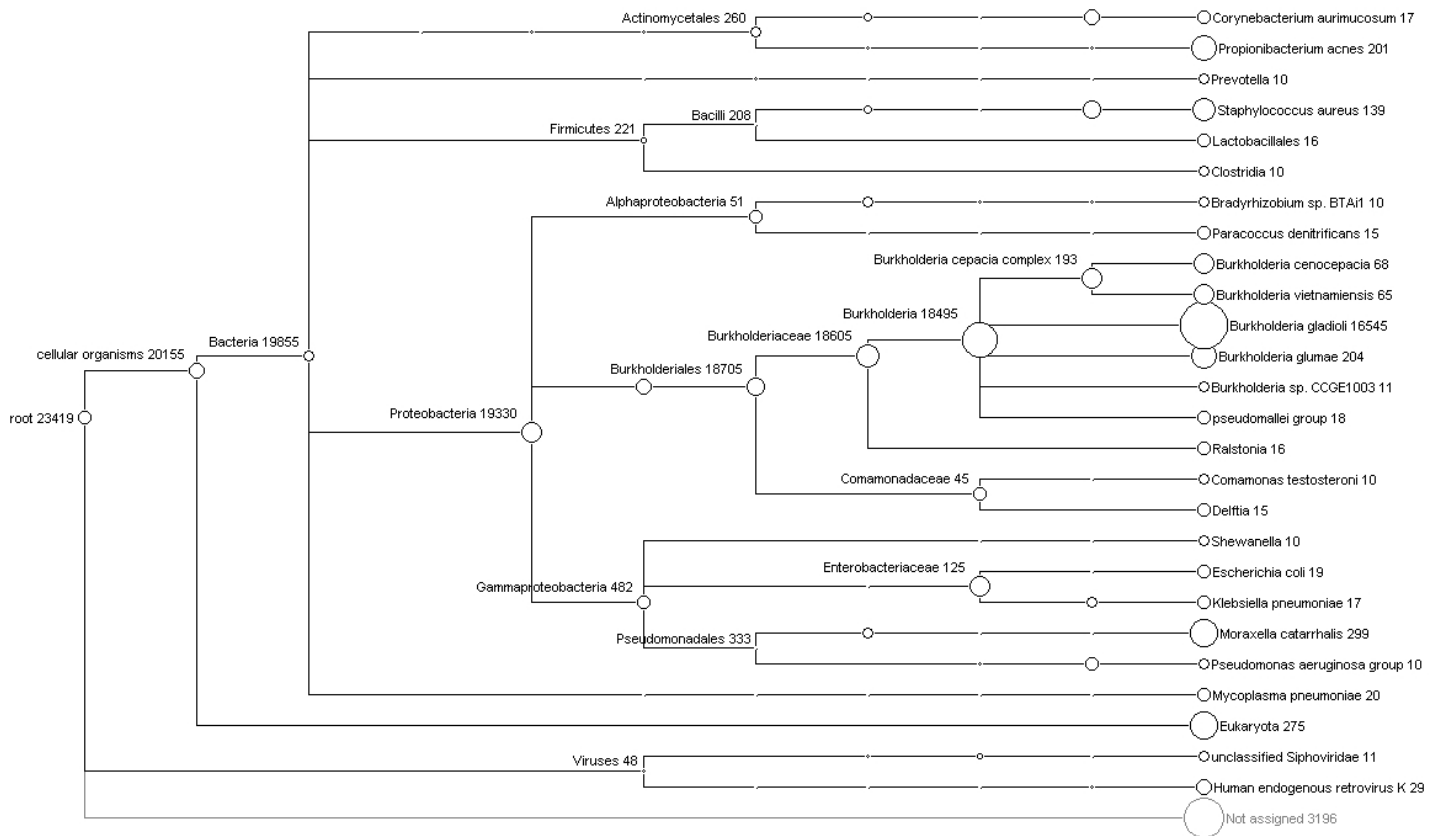 Actinomycetales 260
Corynebacterium aurimucosum 17
Propionibacterium acnes 201
Prevotella 10
Bacilli 208
Staphylococcus aureus 139
Firmicutes 221
Lactobacillales 16
Clostridia 10
Alphaproteobacteria 51
Bradyrhizobium sp. BTAi1 10
Paracoccus denitrificans 15
Burkholderia cepacia complex 193
Burkholderia cenocepacia 68
Burkholderia vietnamiensis 65
Burkholderia 18495
Burkholderia gladioli 16545
Burkholderiaceae 18605
Bacteria 19855
cellular organisms 20155
Burkholderia glumae 204
Burkholderiales 18705
Burkholderia sp. CCGE1003 11
Proteobacteria 19330
root 23419
pseudomallei group 18
Ralstonia 16
Comamonadaceae 45
Comamonas testosteroni 10
Delftia 15
Shewanella 10
Enterobacteriaceae 125
Escherichia coli 19
Gammaproteobacteria 482
Klebsiella pneumoniae 17
Pseudomonadales 333
Moraxella catarrhalis 299
Pseudomonas aeruginosa group 10
Mycoplasma pneumoniae 20
Eukaryota 275
Viruses 48
unclassified Siphoviridae 11
Human endogenous retrovirus K 29
Not assigned 3196